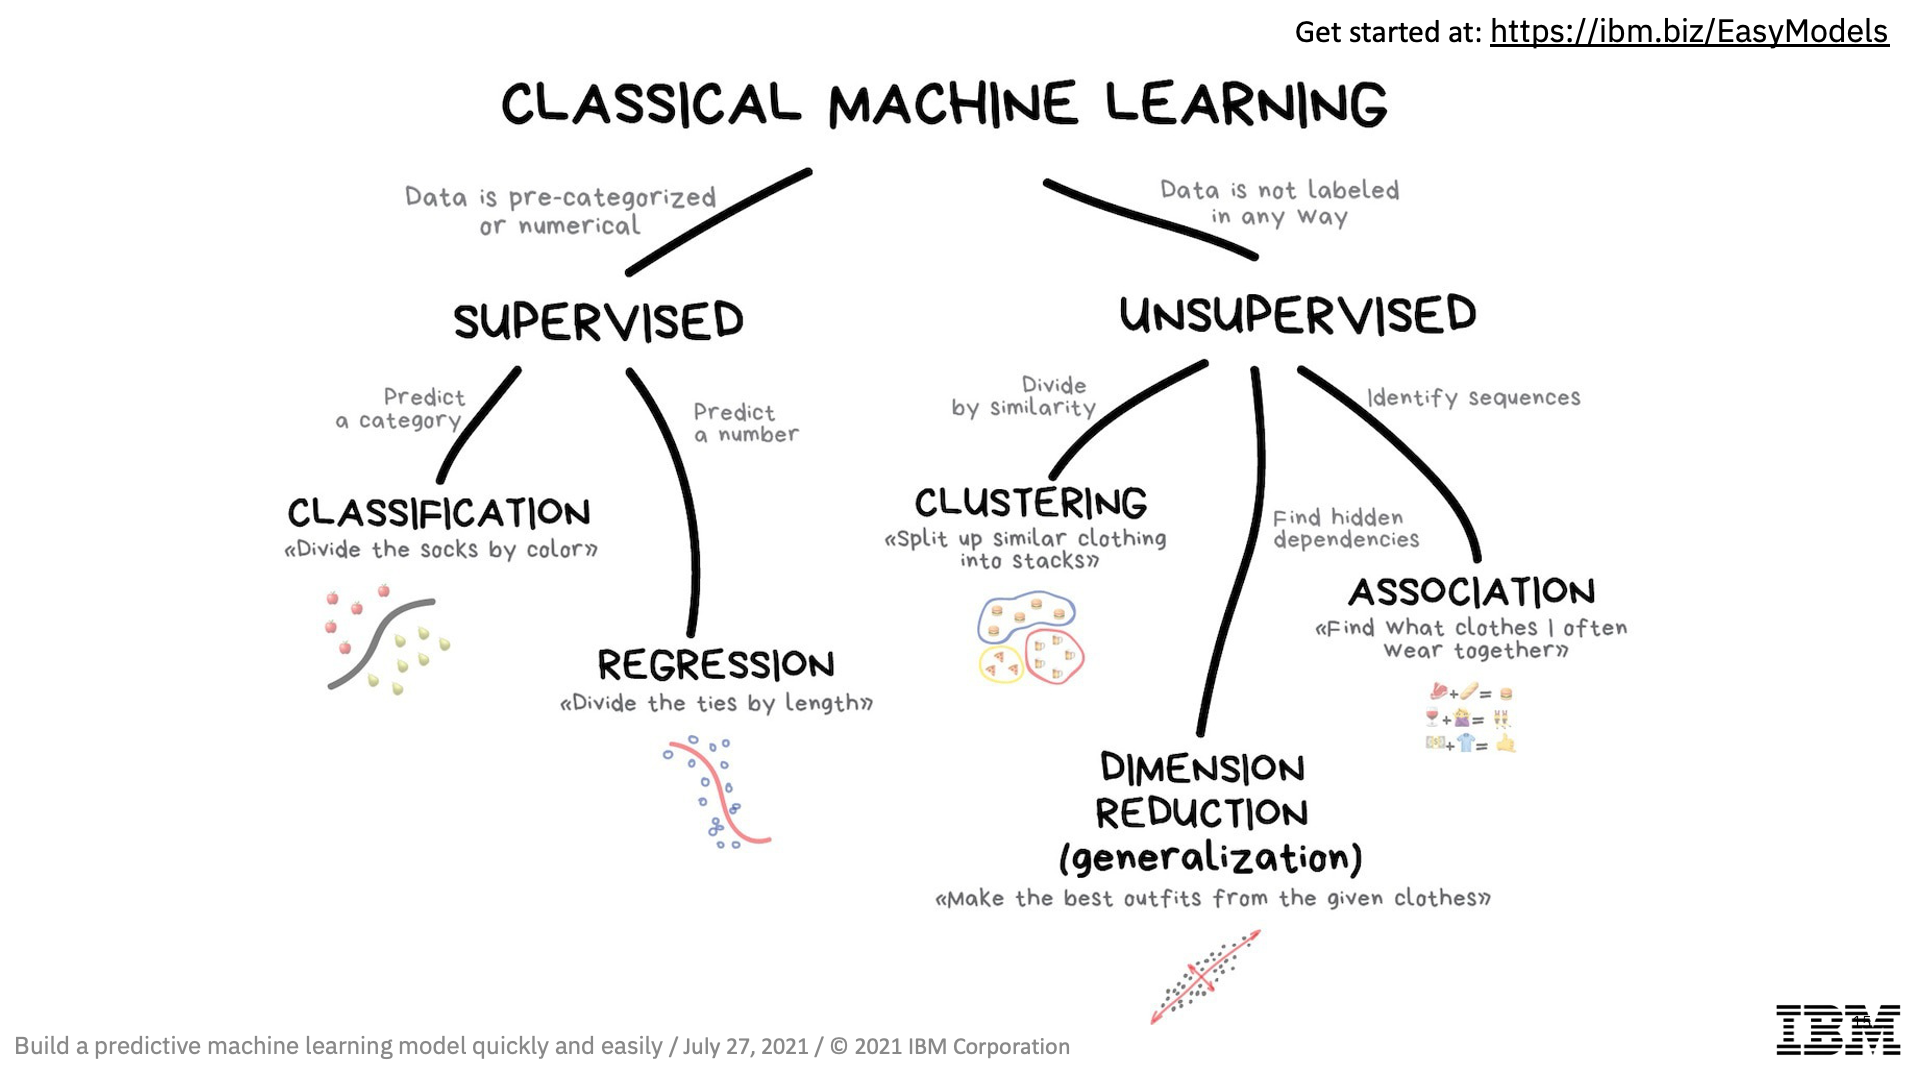 Get started at: https://ibm.biz/EasyModels
CLASSICAL MACHINE LEARNING
Data is pre-categorized
or numerical
Data is not labeled
in any way
SUPERVISED
UNSUPERVISED
Predict
a category
Predict
a number
Divide
by similarity
Identify sequences
CLASSIFICATION
«Divide the socks by color»
CLUSTERING
«Split up similar clothing
into stacks»
Find hidden
dependencies
ASSOCIATION
«Find what clothes I often
wear together»
REGRESSION
«Divide the ties by length»
+ =
+ =
+ =
DIMENSION
REDUCTION
(generalization)
«Make the best outfits from the given clothes»
Build a predictive machine learning model quickly and easily / July 27, 2021 / © 2021 IBM Corporation
15
IBM